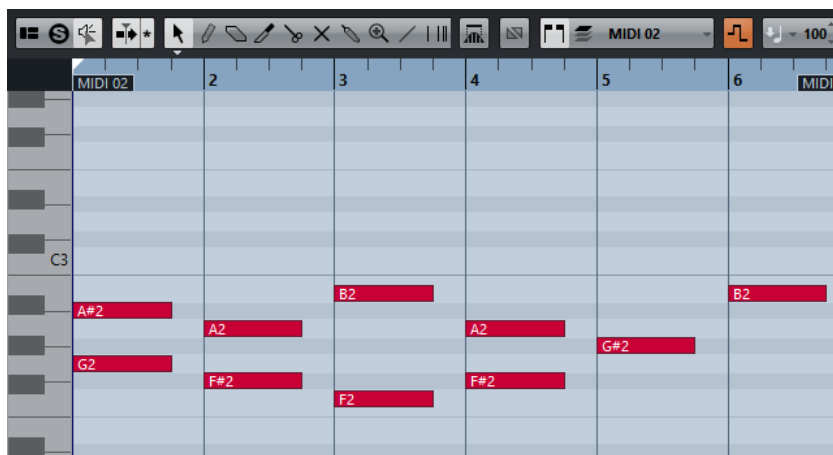 S * MIDI 02 100
MIDI 02 2 3 4 5 6 MIDI
C3
B2 B2
A#2
A2 A2
G#2
G2
F#2 F#2
F2